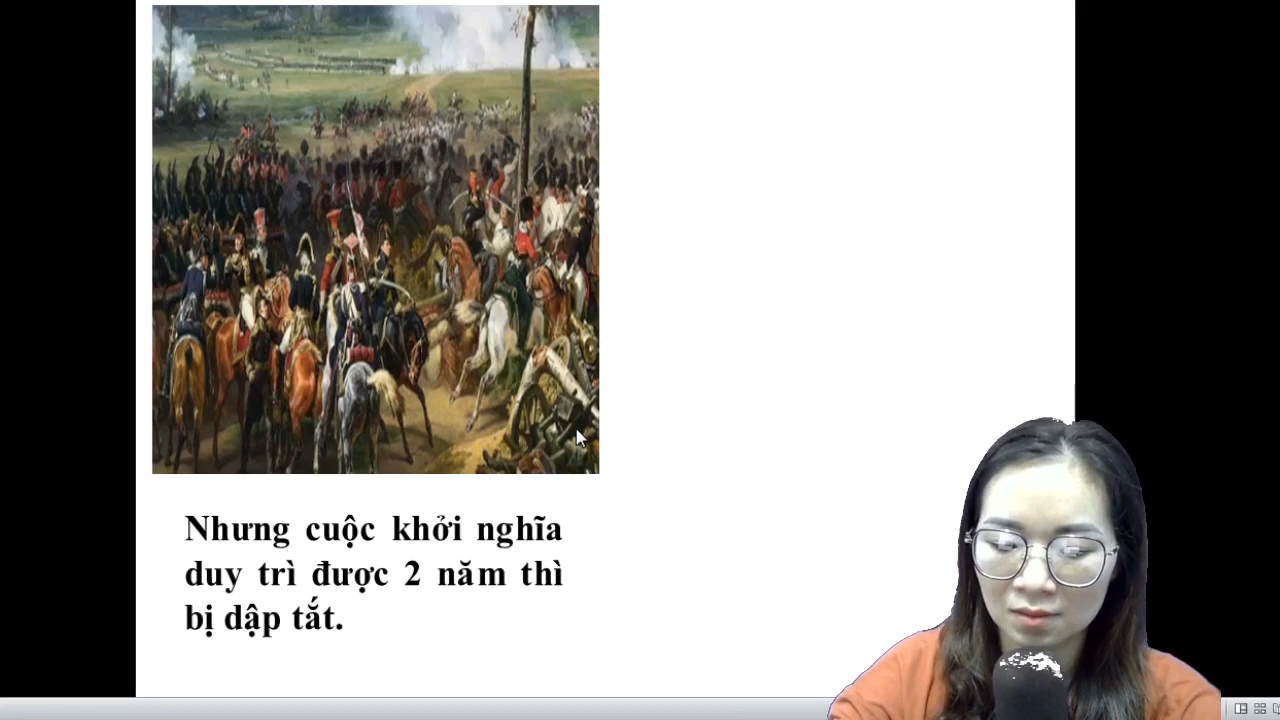 Nhưng cuộc khởi nghĩa
duy trì được 2 năm thì
bị dập tắt.